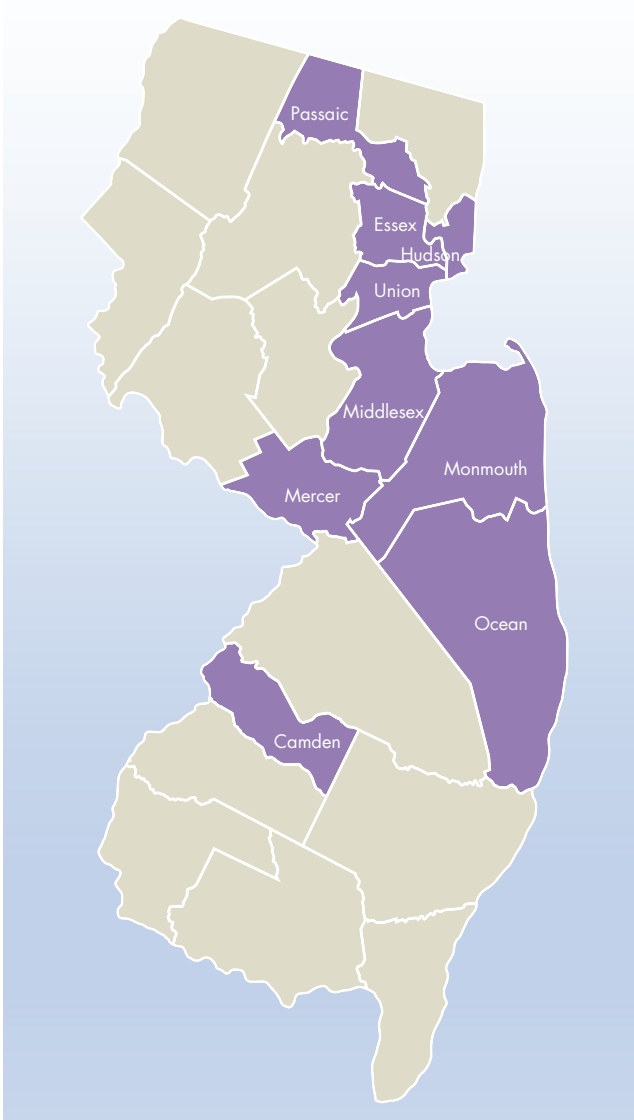 Passaic
Essex
Hudson
Union
Middlesex
Monmouth
Mercer
Ocean
Camden